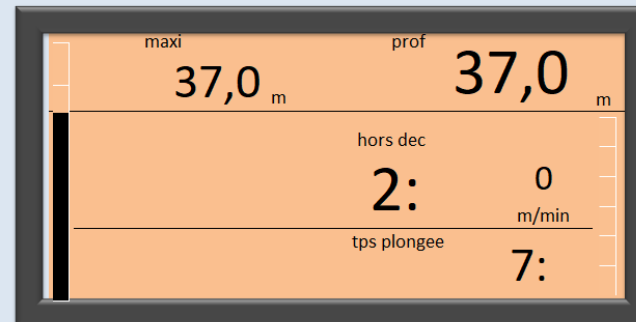 maxi prof
37,0 m 37,0 m
hors dec
2: 0
m/min
tps plongee
7: